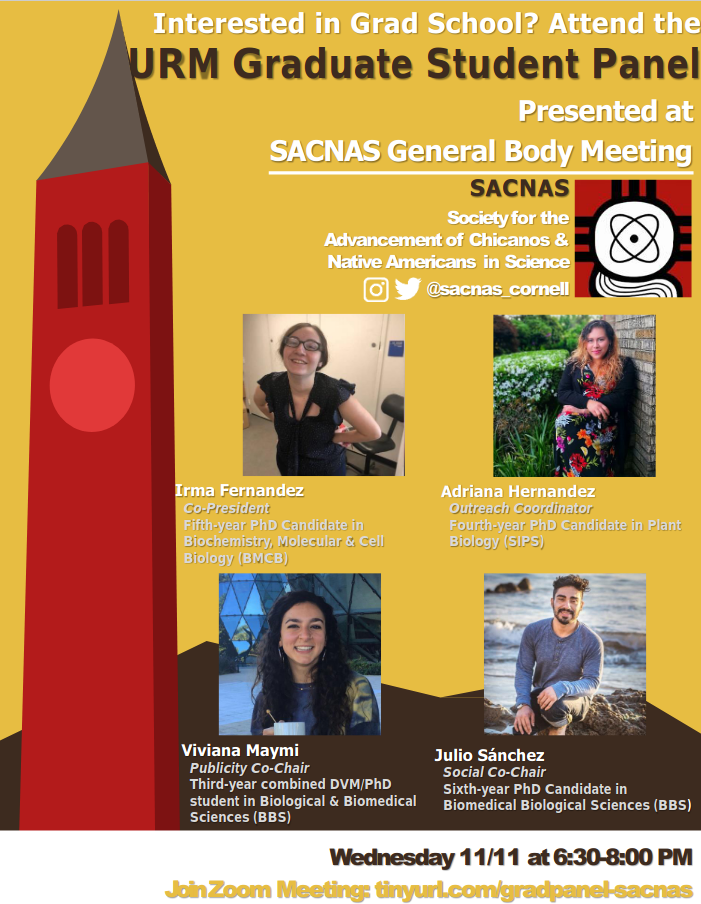 Interested in Grad School? Attend the
URM Graduate Student Panel
Presented at
SACNAS General Body Meeting
SACNAS
Society for the
Advancement of Chicanos &
Native Americans in Science
@sacnas_cornell
Irma Fernandez
Co-President
Fifth-year PhD Candidate in
Biochemistry, Molecular & Cell
Biology (BMCB)
Adriana Hernandez
Outreach Coordinator
Fourth-year PhD Candidate in Plant
Biology (SIPS)
Viviana Maymi
Publicity Co-Chair
Third-year combined DVM/PhD
student in Biological & Biomedical
Sciences (BBS)
Julio Sánchez
Social Co-Chair
Sixth-year PhD Candidate in
Biomedical Biological Sciences (BBS)
Wednesday 11/11 at 6:30-8:00 PM
Join Zoom Meeting: tinyurl.com/gradpanel-sacnas